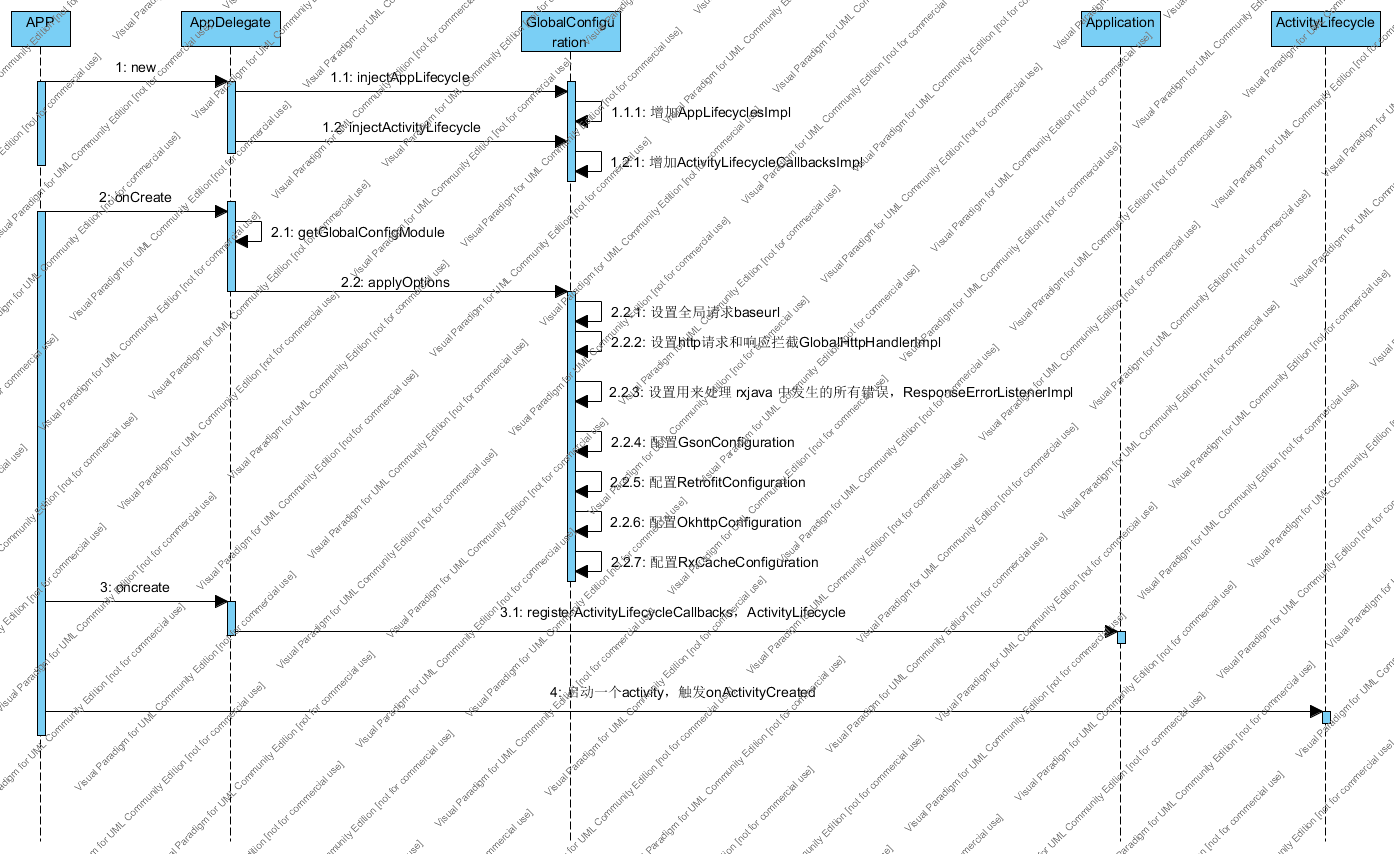 APP
AppDelegate
GlobalConfigu
ration
Application
ActivityLifecycle
1: new
1.1: injectAppLifecycle
1.1.1: 增加AppLifecyclesImpl
1.2: injectActivityLifecycle
1.2.1: 增加ActivityLifecycleCallbacksImpl
2: onCreate
2.1: getGlobalConfigModule
2.2: applyOptions
2.2.1: 设置全局请求baseurl
2.2.2: 设置http请求和响应拦截GlobalHttpHandlerImpl
2.2.3: 设置用来处理 rxjava 中发生的所有错误，ResponseErrorListenerImpl
2.2.4: 配置GsonConfiguration
2.2.5: 配置RetrofitConfiguration
2.2.6: 配置OkhttpConfiguration
2.2.7: 配置RxCacheConfiguration
3: oncreate
3.1: registerActivityLifecycleCallbacks，ActivityLifecycle
4: 启动一个activity，触发onActivityCreated
Visual Paradigm for UML Community Edition [not for commercial use]